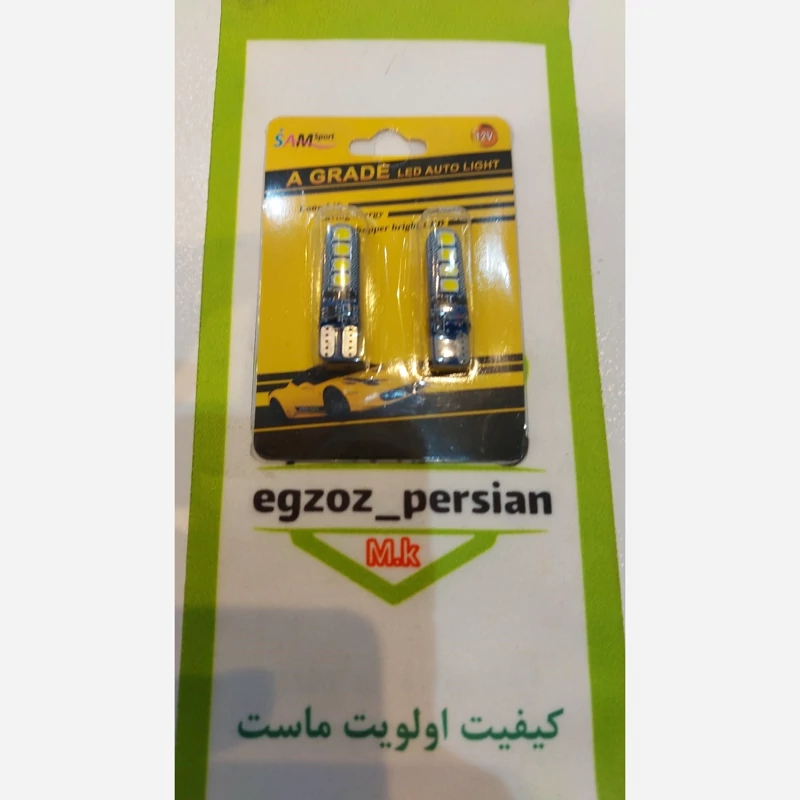 SAM Sport
12V
A GRADE LED AUTO LIGHT
egzoz_persian
M.k
کیفیت اولویت ماست